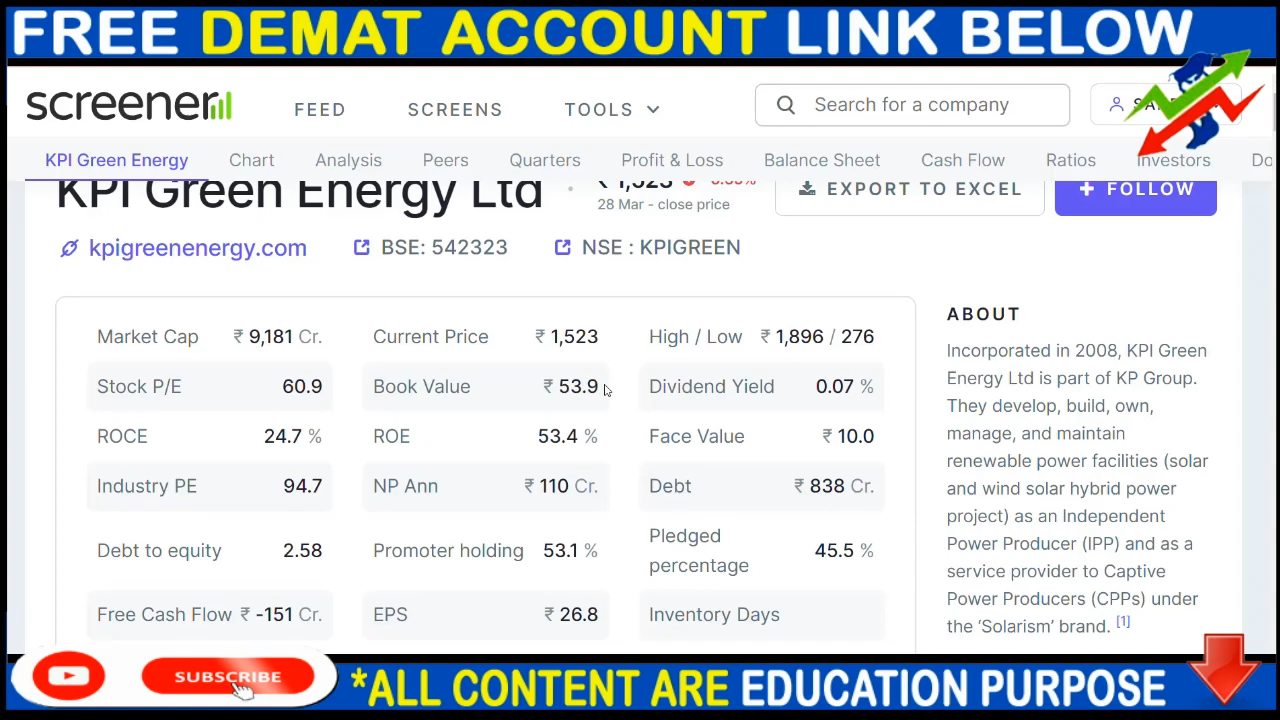 FREE DEMAT ACCOUNT LINK BELOW
screener FEED SCREENS TOOLS Search for a company
KPI Green Energy Chart Analysis Peers Quarters Profit & Loss Balance Sheet Cash Flow Ratios Investors
KPI Green Energy Ltd ₹ 1,523 EXPORT TO EXCEL + FOLLOW
28 Mar - close price
kpigreenenergy.com BSE: 542323 NSE : KPIGREEN
Market Cap ₹ 9,181 Cr. Current Price ₹ 1,523 High / Low ₹ 1,896 / 276
Stock P/E 60.9 Book Value ₹ 53.9 Dividend Yield 0.07 %
ROCE 24.7 % ROE 53.4 % Face Value ₹ 10.0
Industry PE 94.7 NP Ann ₹ 110 Cr. Debt ₹ 838 Cr.
Debt to equity 2.58 Promoter holding 53.1 % Pledged percentage 45.5 %
Free Cash Flow ₹ -151 Cr. EPS ₹ 26.8 Inventory Days
ABOUT
Incorporated in 2008, KPI Green
Energy Ltd is part of KP Group.
They develop, build, own,
manage, and maintain
renewable power facilities (solar
and wind solar hybrid power
project) as an Independent
Power Producer (IPP) and as a
service provider to Captive
Power Producers (CPPs) under
the ‘Solarism’ brand. [1]
SUBSCRIBE
*ALL CONTENT ARE EDUCATION PURPOSE